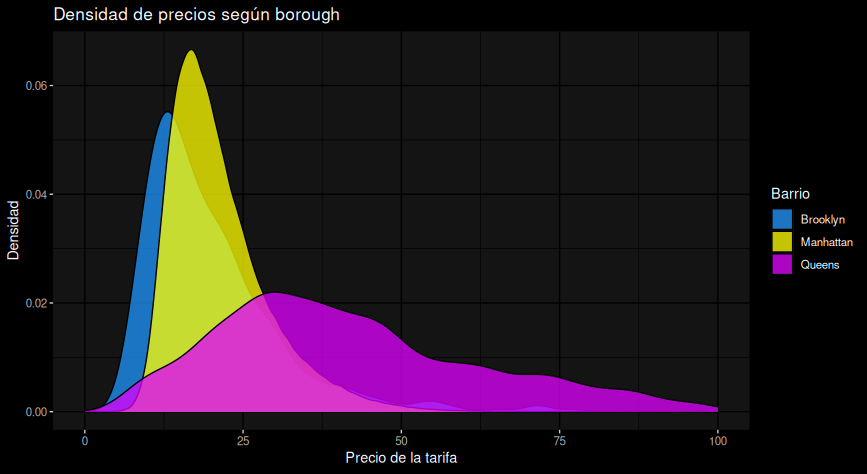 Densidad de precios según borough
Densidad
0.06
0.04
0.02
0.00
0
25
50
75
100
Precio de la tarifa
Barrio
Brooklyn
Manhattan
Queens